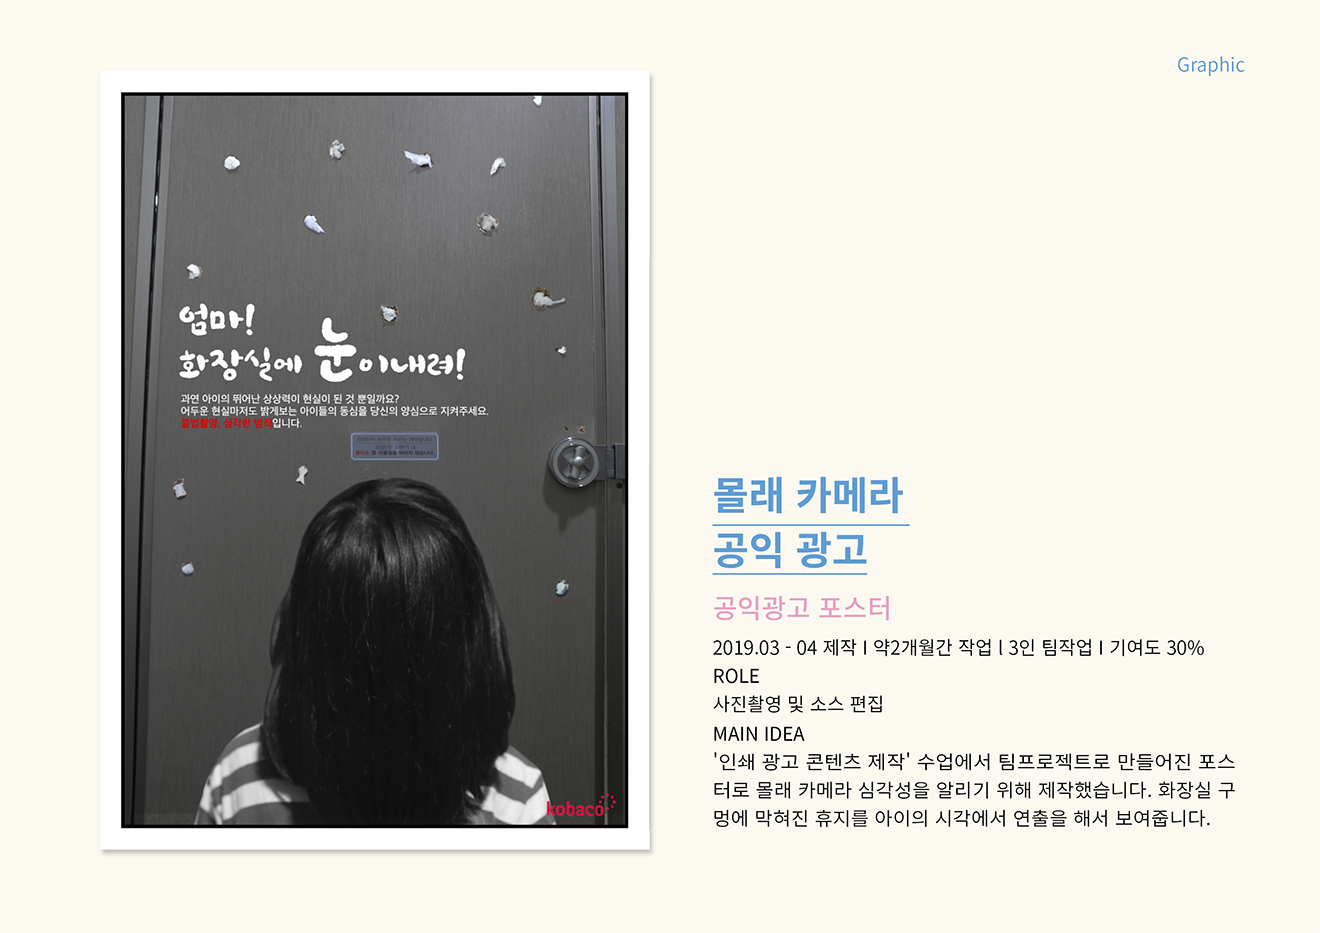 Graphic
엄마!
화장실에 눈이내려!
과연 아이의 뛰어난 상상력이 현실이 된 것 뿐일까요?
어두운 현실마저도 밝게보는 아이들의 동심을 당신의 양심으로 지켜주세요.
불법촬영, 심각한 범죄입니다.
kobaco
몰래 카메라
공익 광고
공익광고 포스터
2019.03 - 04 제작 I 약2개월간 작업 l 3인 팀작업 I 기여도 30%
ROLE
사진촬영 및 소스 편집
MAIN IDEA
'인쇄 광고 콘텐츠 제작' 수업에서 팀프로젝트로 만들어진 포스
터로 몰래 카메라 심각성을 알리기 위해 제작했습니다. 화장실 구
멍에 막혀진 휴지를 아이의 시각에서 연출을 해서 보여줍니다.